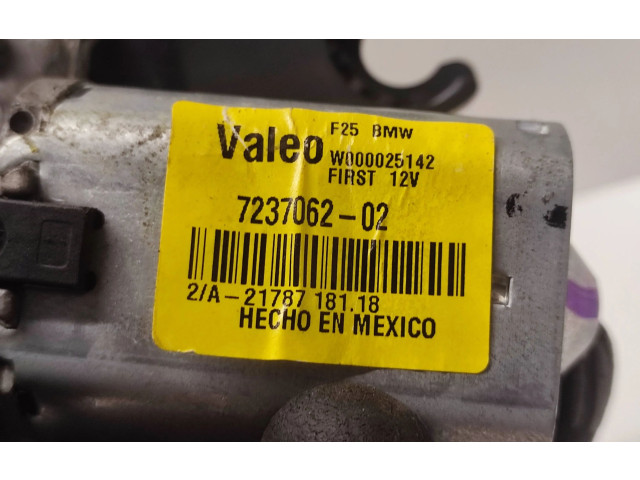 F25 BMW
Valeo W000025142
FIRST 12V
7237062-02
2/A-21787 181.18
HECHO EN MEXICO